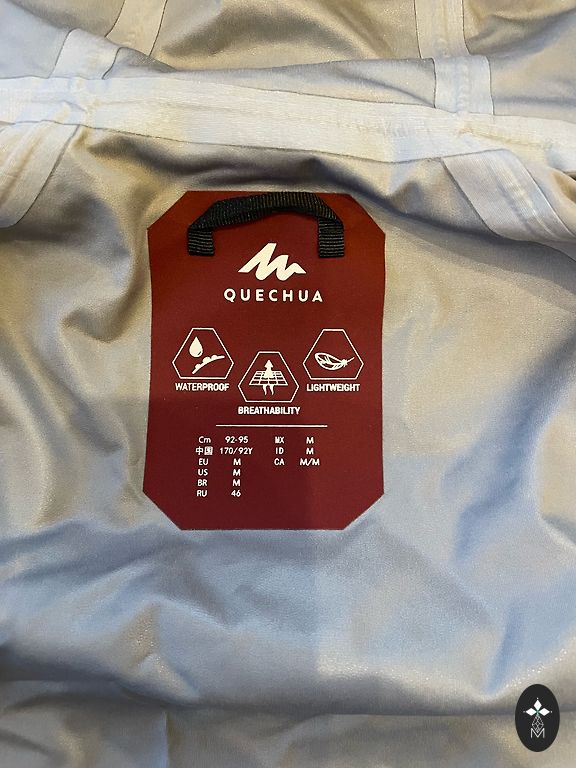 QUECHUA
WATERPROOF
BREATHABILITY
LIGHTWEIGHT
Cm 92-95 MX M
中国 170/92Y ID M
EU M CA M/M
US M
BR M
RU 46
M